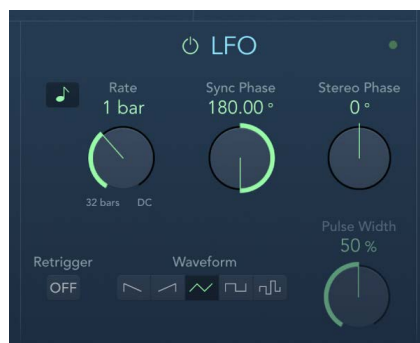 LFO
Rate
1 bar
Sync Phase
180.00 °
Stereo Phase
0 °
32 bars
DC
Pulse Width
50 %
Retrigger
OFF
Waveform